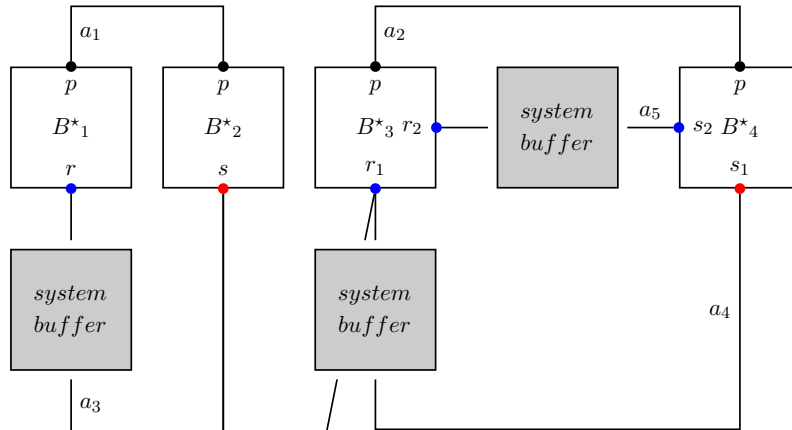 a₁
a₂
p
p
p
p
B⋆₁
B⋆₂
B⋆₃
r₂
system
buffer
a₅
s₂
B⋆₄
r
s
r₁
s₁
system
buffer
system
buffer
a₄
a₃